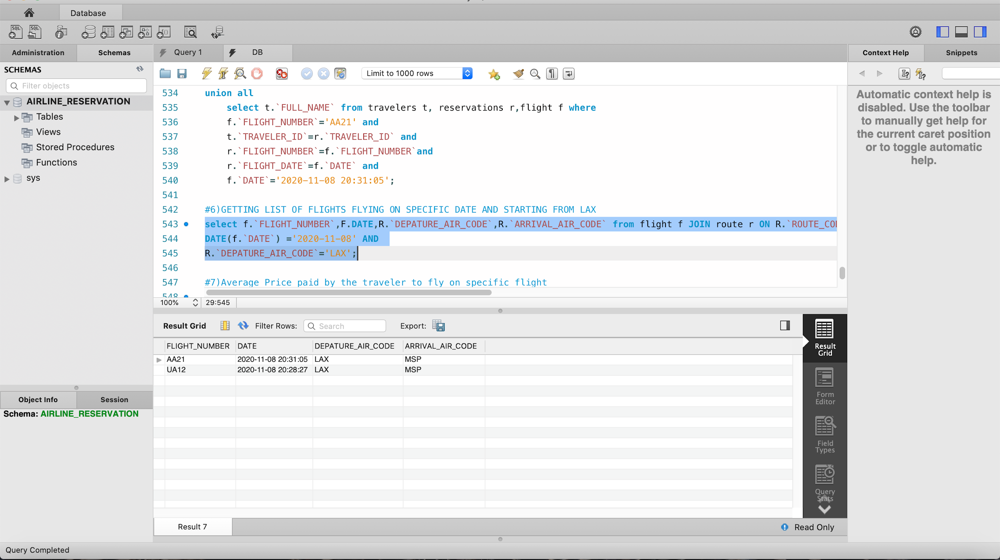 Database
SQL
SQL
Administration
Schemas
Query 1
DB
Context Help
Snippets
SCHEMAS
Filter objects
Limit to 1000 rows
AIRLINE_RESERVATION
Tables
Views
Stored Procedures
Functions
sys
534 union all
535 select t.`FULL_NAME` from travelers t, reservations r,flight f where
536 f.`FLIGHT_NUMBER`='AA21' and
537 t.`TRAVELER_ID`=r.`TRAVELER_ID` and
538 r.`FLIGHT_NUMBER`=f.`FLIGHT_NUMBER`and
539 r.`FLIGHT_DATE`=f.`DATE` and
540 f.`DATE`='2020-11-08 20:31:05';
541
542 #6)GETTING LIST OF FLIGHTS FLYING ON SPECIFIC DATE AND STARTING FROM LAX
543 select f.`FLIGHT_NUMBER`,F.DATE,R.`DEPATURE_AIR_CODE`,R.`ARRIVAL_AIR_CODE` from flight f JOIN route r ON R.`ROUTE_COD
544 DATE(f.`DATE`) ='2020-11-08' AND
545 R.`DEPATURE_AIR_CODE`='LAX';
546
547 #7)Average Price paid by the traveler to fly on specific flight
548
100%
29:545
Automatic context help is
disabled. Use the toolbar
to manually get help for
the current caret position
or to toggle automatic
help.
Result Grid
Filter Rows:
Search
Export:
FLIGHT_NUMBER DATE DEPATURE_AIR_CODE ARRIVAL_AIR_CODE
AA21 2020-11-08 20:31:05 LAX MSP
UA12 2020-11-08 20:28:27 LAX MSP
Result
Grid
Form
Editor
Field
Types
Query
Stats
Object Info
Session
Schema: AIRLINE_RESERVATION
Result 7
Read Only
Query Completed